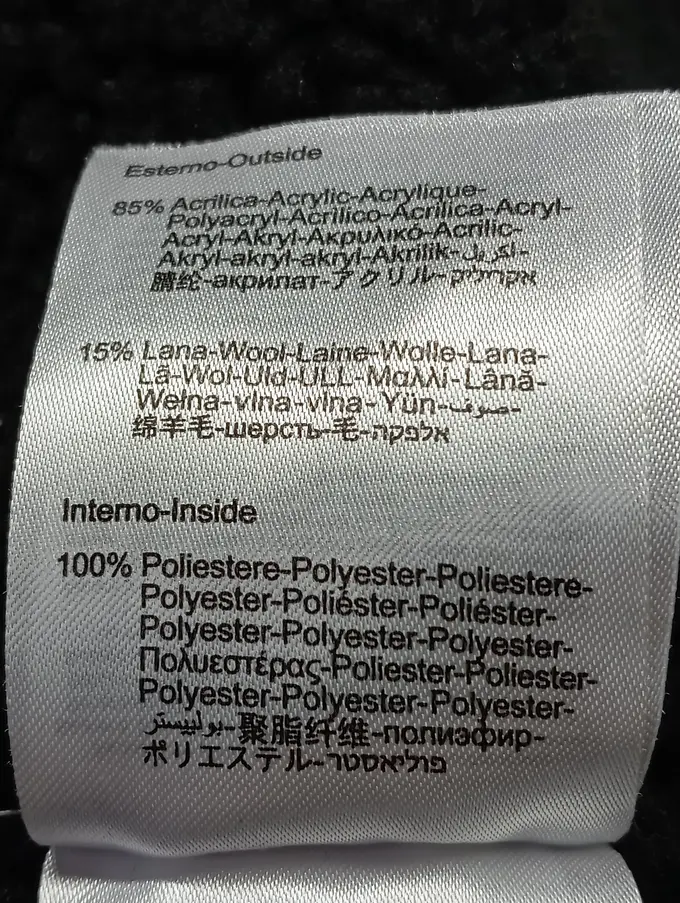 Esterno-Outside
85% Acrilica-Acrylic-Acrylique-
Polyacryl-Acrilico-Acrílica-Acryl-
Acryl-Akryl-Ακρυλικό-Acrilic-
Akryl-akryl-akryl-Akrilik-اكريل-
腈纶-акрилат-アクリル-אקריליק
15% Lana-Wool-Laine-Wolle-Lana-
Lã-Wol-Uld-ULL-Μαλλί-Lână-
Wełna-vlna-vlna-Yün-صوف-
绵羊毛-шерсть-毛-אלפקה
Interno-Inside
100% Poliestere-Polyester-Poliestere-
Polyester-Poliéster-Poliéster-
Polyester-Polyester-Polyester-
Πολυεστέρας-Poliester-Poliester-
Polyester-Polyester-Polyester-
بوليستر-聚脂纤维-полиэфир-
ポリエステル-פוליאסטר